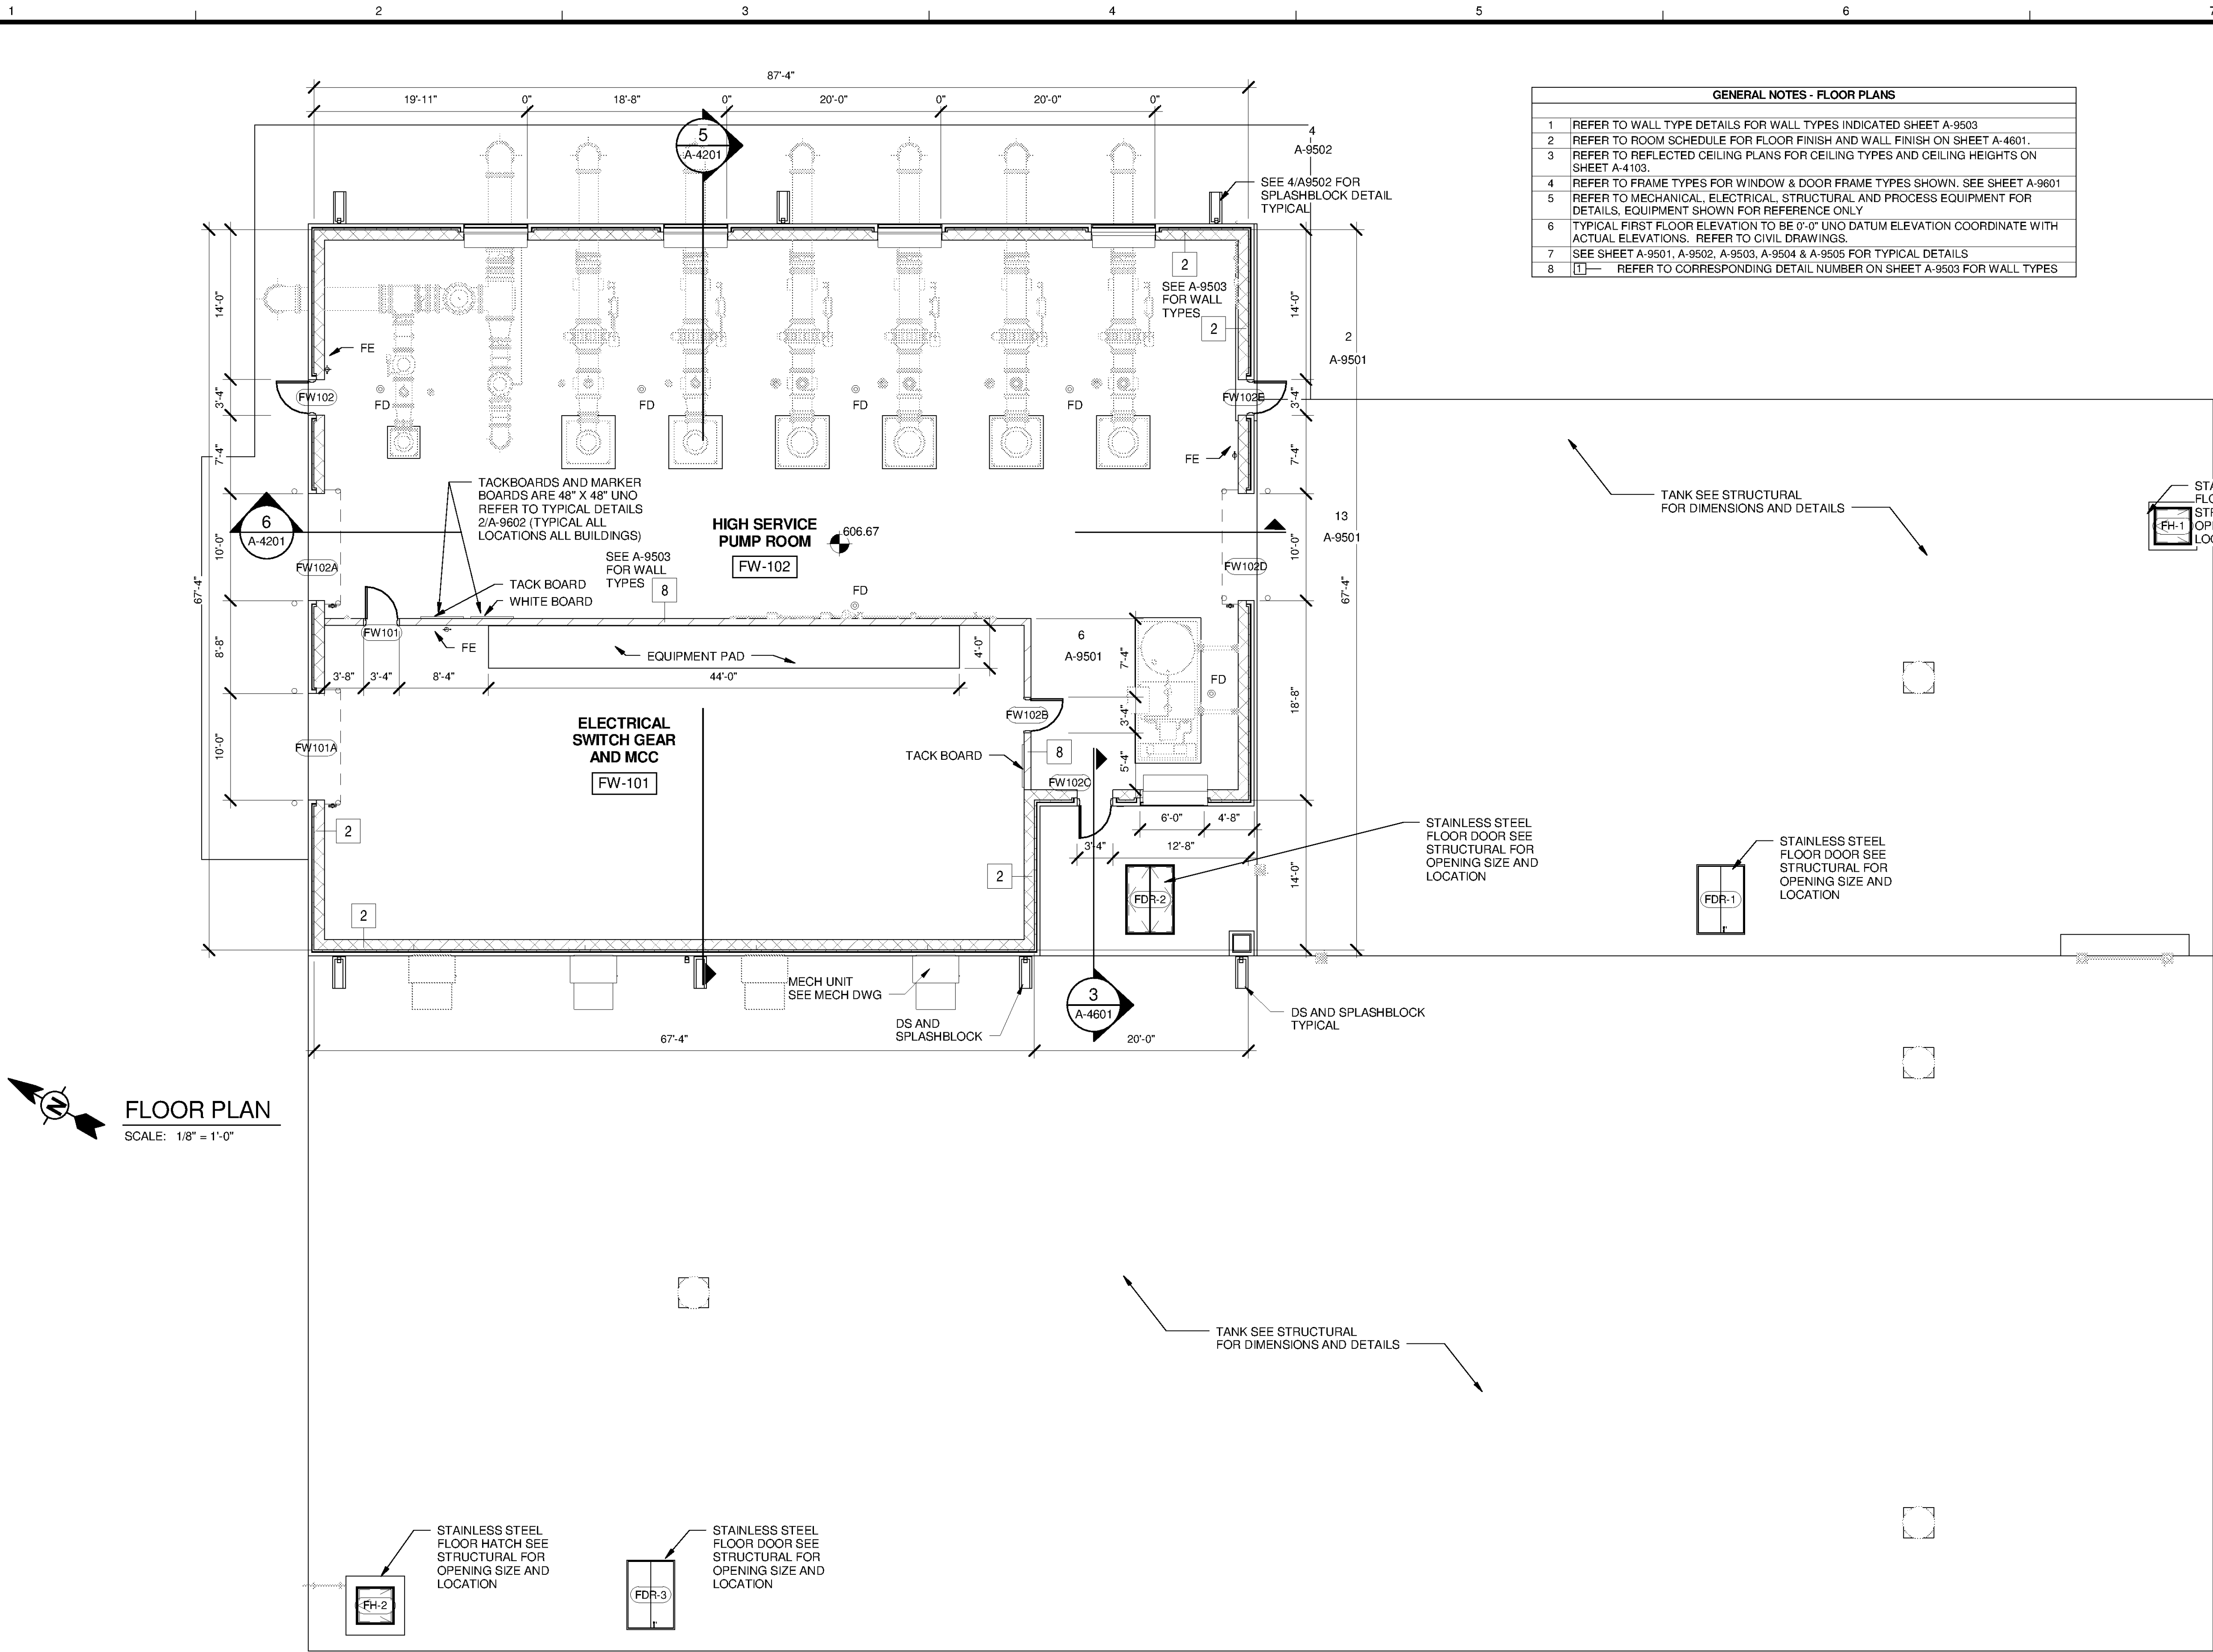 1
2
3
4
5
6
7
87'-4"
19'-11"
0"
18'-8"
0"
20'-0"
0"
20'-0"
0"
5
A-4201
4
A-9502
SEE 4/A9502 FOR
SPLASHBLOCK DETAIL
TYPICAL
GENERAL NOTES - FLOOR PLANS
1 REFER TO WALL TYPE DETAILS FOR WALL TYPES INDICATED SHEET A-9503
2 REFER TO ROOM SCHEDULE FOR FLOOR FINISH AND WALL FINISH ON SHEET A-4601.
3 REFER TO REFLECTED CEILING PLANS FOR CEILING TYPES AND CEILING HEIGHTS ON
SHEET A-4103.
4 REFER TO FRAME TYPES FOR WINDOW & DOOR FRAME TYPES SHOWN. SEE SHEET A-9601
5 REFER TO MECHANICAL, ELECTRICAL, STRUCTURAL AND PROCESS EQUIPMENT FOR
DETAILS, EQUIPMENT SHOWN FOR REFERENCE ONLY
6 TYPICAL FIRST FLOOR ELEVATION TO BE 0'-0" UNO DATUM ELEVATION COORDINATE WITH
ACTUAL ELEVATIONS. REFER TO CIVIL DRAWINGS.
7 SEE SHEET A-9501, A-9502, A-9503, A-9504 & A-9505 FOR TYPICAL DETAILS
8 1 REFER TO CORRESPONDING DETAIL NUMBER ON SHEET A-9503 FOR WALL TYPES
2
SEE A-9503
FOR WALL
TYPES
2
14'-0"
14'-0"
2
A-9501
FE
FW102
FD
FD
FD
FD
FW102E
3'-4"
3'-4"
7'-4"
7'-4"
FE
TACKBOARDS AND MARKER
BOARDS ARE 48" X 48" UNO
REFER TO TYPICAL DETAILS
2/A-9602 (TYPICAL ALL
LOCATIONS ALL BUILDINGS)
TANK SEE STRUCTURAL
FOR DIMENSIONS AND DETAILS
STA
FLO
STR
OPE
LOC
FH-1
6
A-4201
HIGH SERVICE
PUMP ROOM
606.67
FW-102
13
A-9501
10'-0"
10'-0"
FW102A
FW102D
SEE A-9503
FOR WALL
TYPES
8
TACK BOARD
WHITE BOARD
FD
67'-4"
67'-4"
FW101
FE
EQUIPMENT PAD
4'-0"
6
A-9501
7'-4"
8'-8"
3'-8"
3'-4"
8'-4"
44'-0"
FD
18'-8"
ELECTRICAL
SWITCH GEAR
AND MCC
FW-101
FW102B
3'-4"
10'-0"
FW101A
TACK BOARD
8
5'-4"
FW102C
2
6'-0"
4'-8"
3'-4"
12'-8"
2
14'-0"
STAINLESS STEEL
FLOOR DOOR SEE
STRUCTURAL FOR
OPENING SIZE AND
LOCATION
STAINLESS STEEL
FLOOR DOOR SEE
STRUCTURAL FOR
OPENING SIZE AND
LOCATION
FDR-2
FDR-1
2
MECH UNIT
SEE MECH DWG
DS AND
SPLASHBLOCK
3
A-4601
DS AND SPLASHBLOCK
TYPICAL
67'-4"
20'-0"
N
FLOOR PLAN
SCALE: 1/8" = 1'-0"
TANK SEE STRUCTURAL
FOR DIMENSIONS AND DETAILS
STAINLESS STEEL
FLOOR HATCH SEE
STRUCTURAL FOR
OPENING SIZE AND
LOCATION
FH-2
STAINLESS STEEL
FLOOR DOOR SEE
STRUCTURAL FOR
OPENING SIZE AND
LOCATION
FDR-3